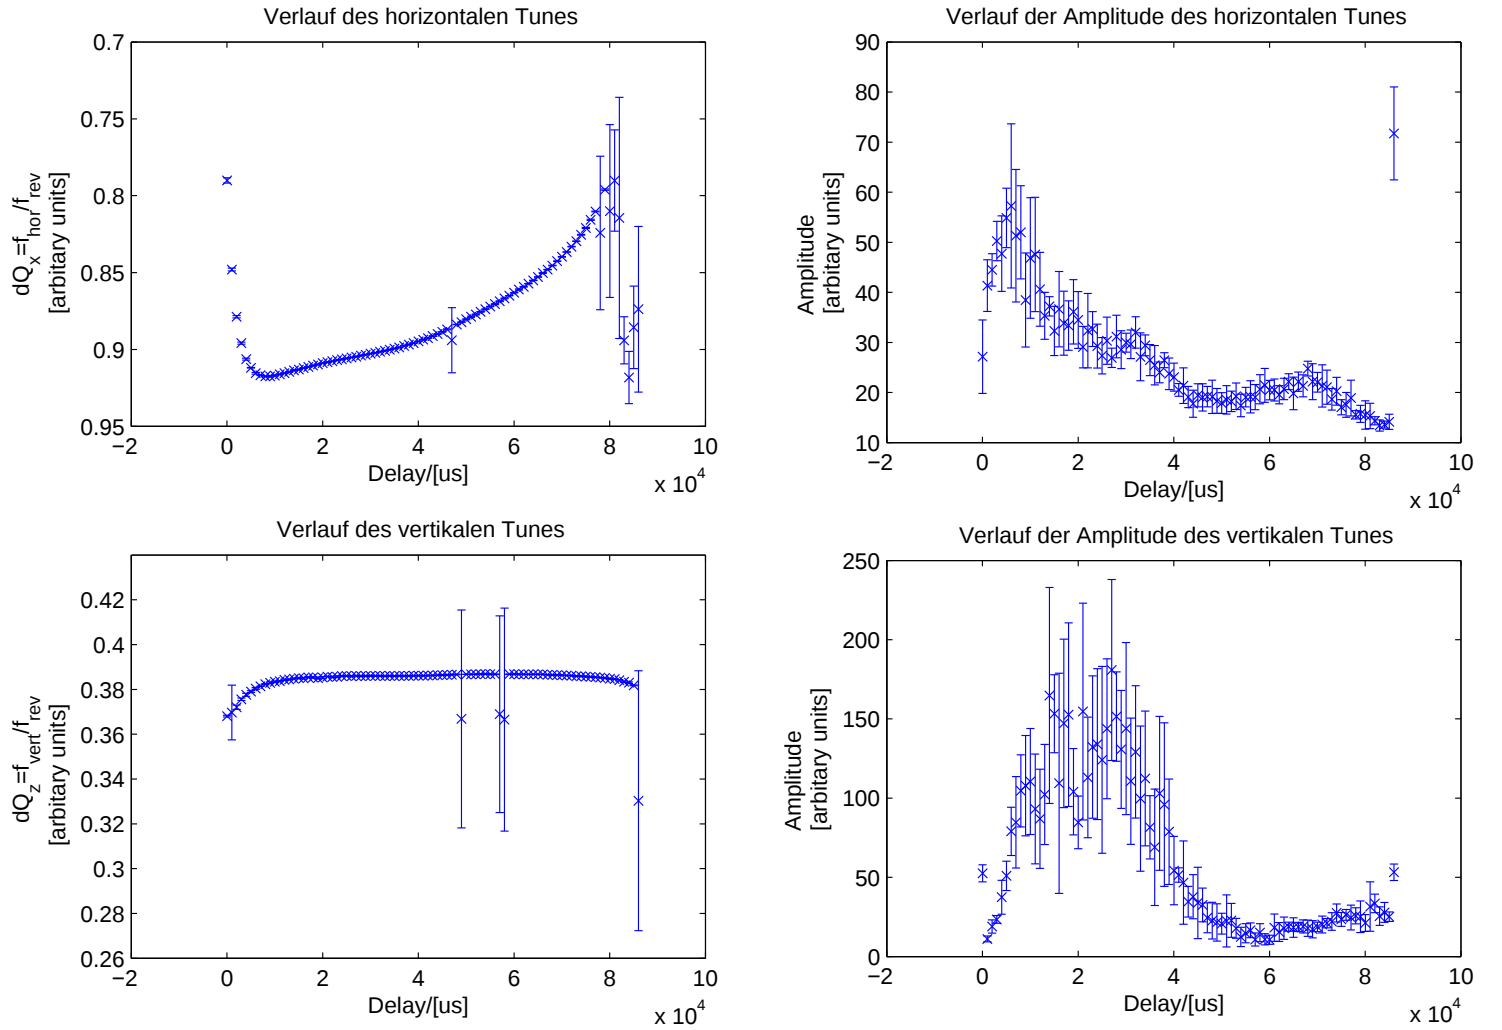 Verlauf des horizontalen Tunes
0.7
0.75
0.8
0.85
0.9
0.95
dQx=fhor/frev
[arbitary units]
−2 0 2 4 6 8 10
Delay/[us]
x 10^4
Verlauf der Amplitude des horizontalen Tunes
90
80
70
60
50
40
30
20
10
Amplitude
[arbitary units]
−2 0 2 4 6 8 10
Delay/[us]
x 10^4
Verlauf des vertikalen Tunes
0.42
0.4
0.38
0.36
0.34
0.32
0.3
0.28
0.26
dQz=fvert/frev
[arbitary units]
−2 0 2 4 6 8 10
Delay/[us]
x 10^4
Verlauf der Amplitude des vertikalen Tunes
250
200
150
100
50
0
Amplitude
[arbitary units]
−2 0 2 4 6 8 10
Delay/[us]
x 10^4